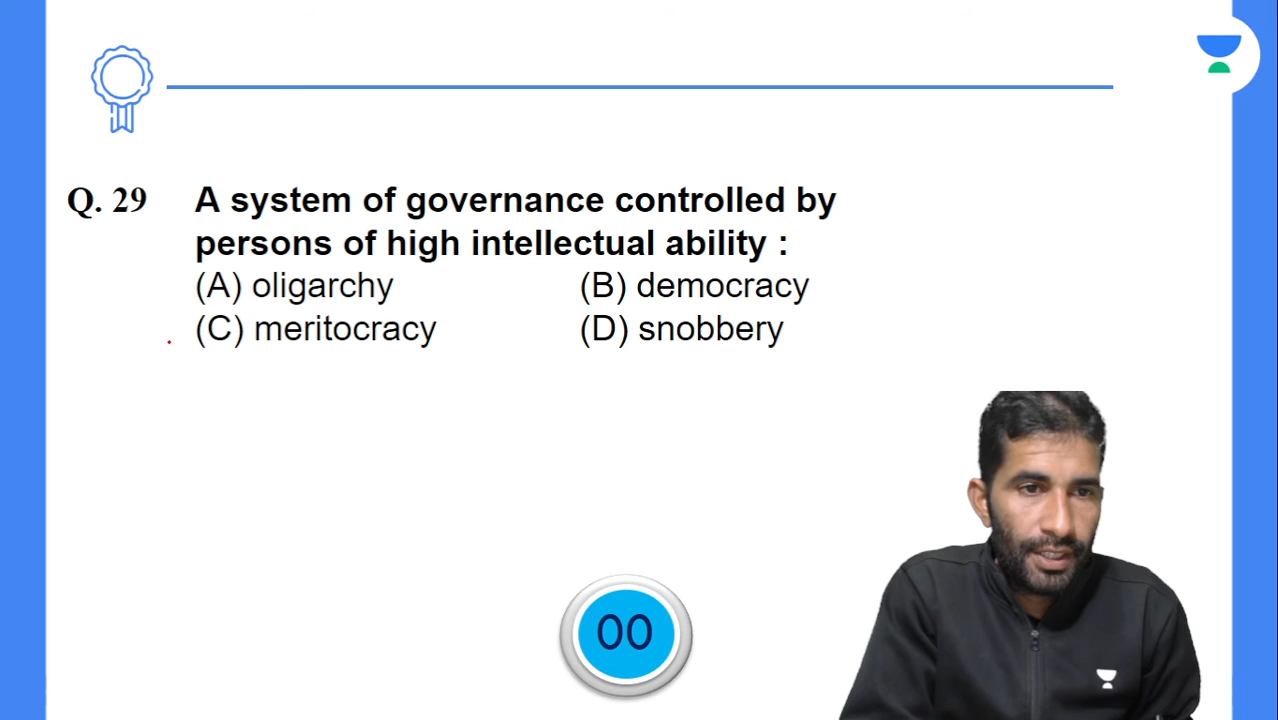 Q. 29 A system of governance controlled by
persons of high intellectual ability :
(A) oligarchy (B) democracy
(C) meritocracy (D) snobbery
00